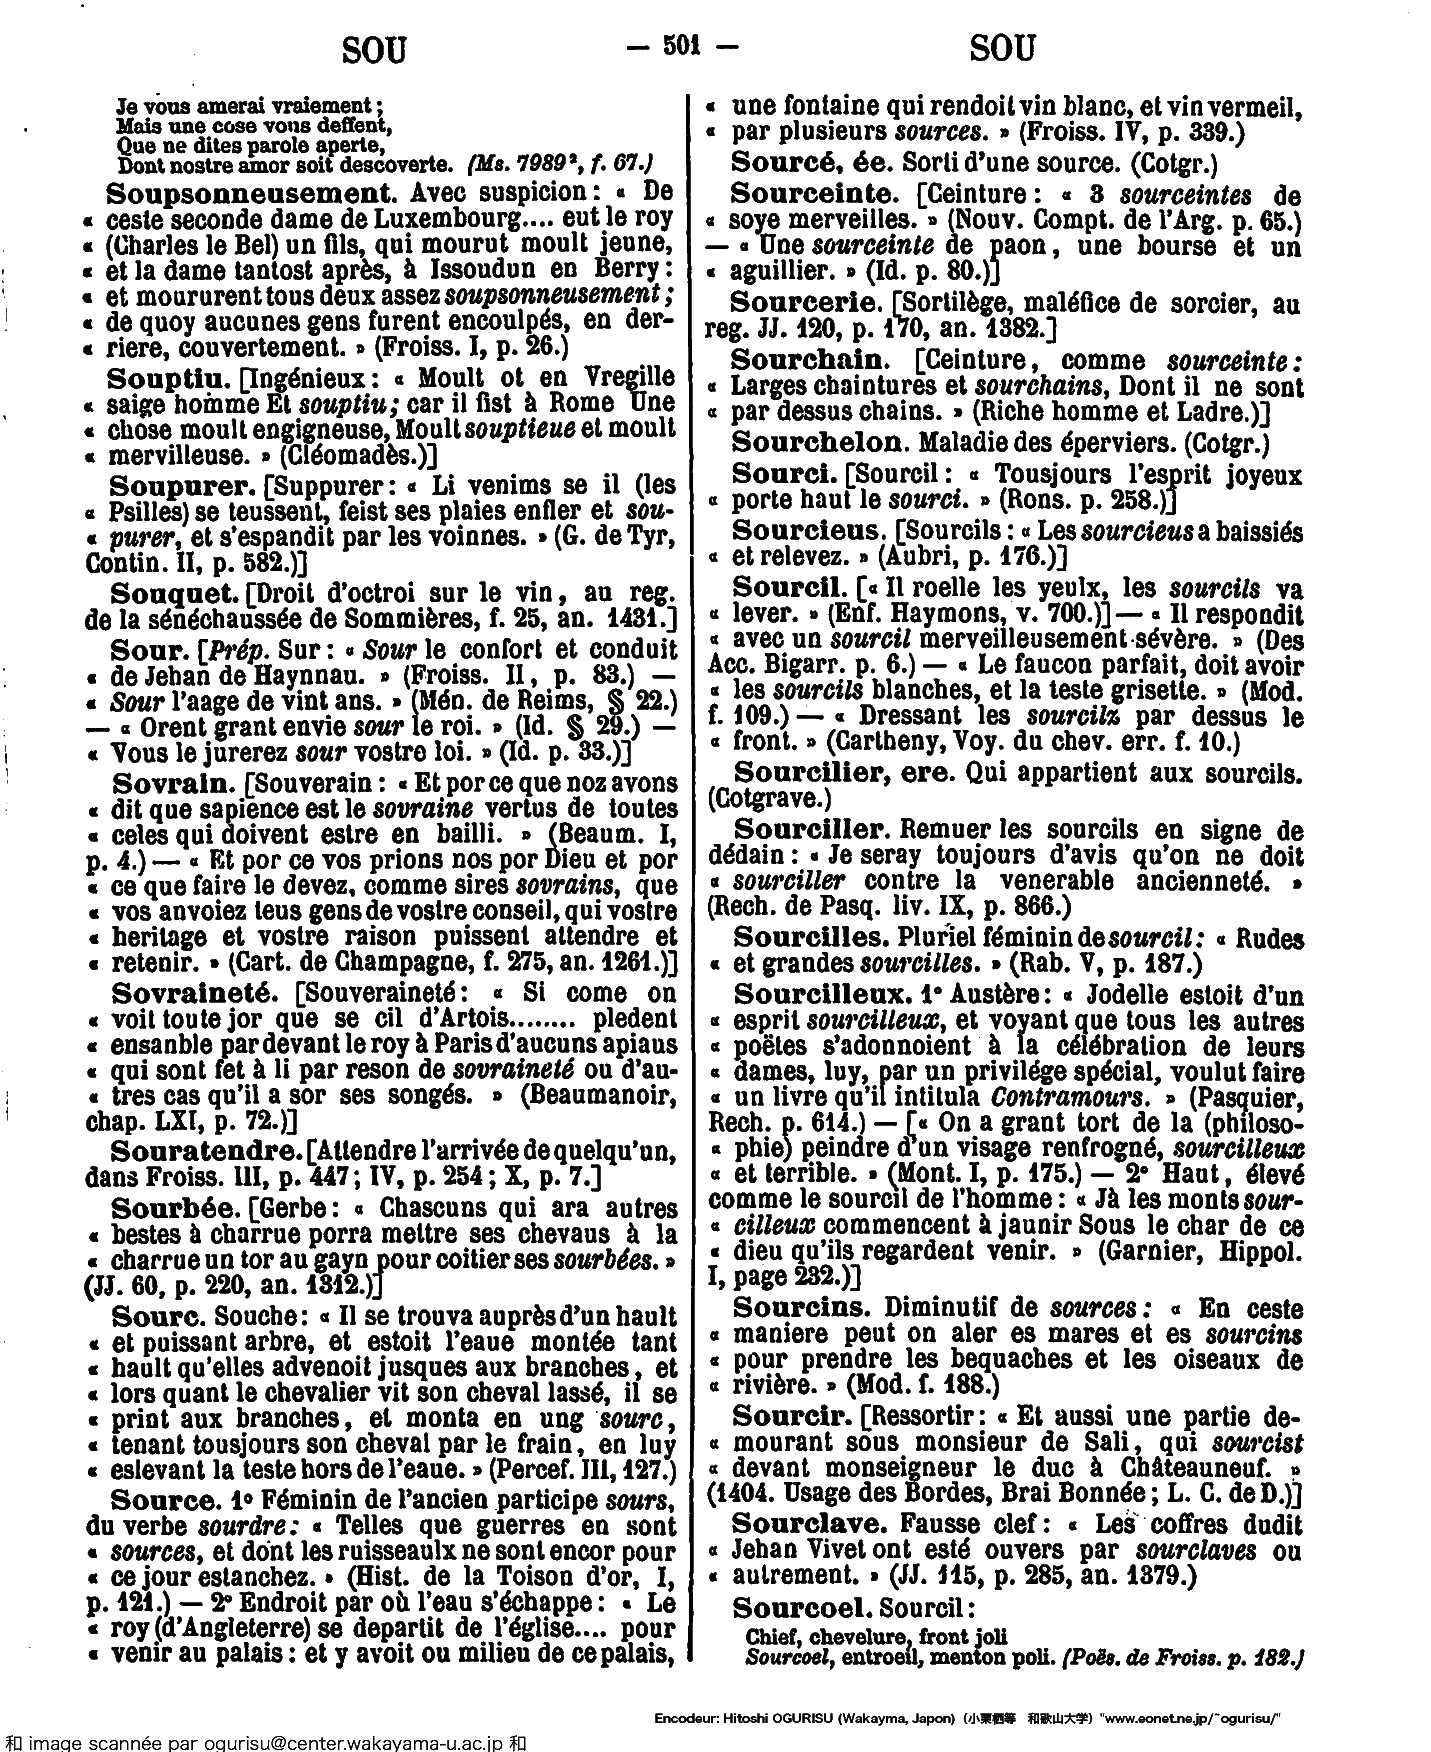 SOU
— 501 —
SOU
Je vous amerai vraiement ;
Mais une cose vous deffent,
Que ne dites parole aperte,
Dont nostre amor soit descoverte. (Ms. 7989², f. 67.)
Soupsonneusement. Avec suspicion : « De
« ceste seconde dame de Luxembourg.... eut le roy
« (Charles le Bel) un fils, qui mourut moult jeune,
« et la dame tantost après, à Issoudun en Berry :
« et moururent tous deux assez soupsonneusement ;
« de quoy aucunes gens furent encoulpés, en der-
« riere, couvertement. » (Froiss. I, p. 26.)
Souptiu. [Ingénieux : « Moult ot en Vregille
« saige homme Et souptiu ; car il fist à Rome Une
« chose moult engigneuse, Moult souptieue et moult
« mervilleuse. » (Cléomadès.)]
Soupurer. [Suppurer : « Li venims se il (les
« Psilles) se teussent, feist ses plaies enfler et sou-
« purer, et s'espandit par les voinnes. » (G. de Tyr,
Contin. II, p. 582.)]
Souquet. [Droit d'octroi sur le vin, au reg.
de la sénéchaussée de Sommières, f. 25, an. 1431.]
Sour. [Prép. Sur : « Sour le confort et conduit
« de Jehan de Haynnau. » (Froiss. II, p. 83.) —
« Sour l'aage de vint ans. » (Mén. de Reims, § 22.)
— « Orent grant envie sour le roi. » (Id. § 29.) —
« Vous le jurerez sour vostre loi. » (Id. p. 33.)]
Sovrain. [Souverain : « Et por ce que noz avons
« dit que sapience est le sovraine vertus de toutes
« celes qui doivent estre en bailli. » (Beaum. I,
p. 4.) — « Et por ce vos prions nos por Dieu et por
« ce que faire le devez, comme sires sovrains, que
« vos anvoiez teus gens de vostre conseil, qui vostre
« heritage et vostre raison puissent attendre et
« retenir. » (Cart. de Champagne, f. 275, an. 1261.)]
Sovraineté. [Souveraineté : « Si come on
« voit toute jor que se cil d'Artois........ pledent
« ensanble par devant le roy à Paris d'aucuns apiaus
« qui sont fet à li par reson de sovraineté ou d'au-
« tres cas qu'il a sor ses songés. » (Beaumanoir,
chap. LXI, p. 72.)]
Souratendre. [Attendre l'arrivée de quelqu'un,
dans Froiss. III, p. 447 ; IV, p. 254 ; X, p. 7.]
Sourbée. [Gerbe : « Chascuns qui ara autres
« bestes à charrue porra mettre ses chevaus à la
« charrue un tor au gayn pour coitier ses sourbées. »
(JJ. 60, p. 220, an. 1312.)]
Sourc. Souche : « Il se trouva auprès d'un hault
« et puissant arbre, et estoit l'eaue montée tant
« hault qu'elles advenoit jusques aux branches, et
« lors quant le chevalier vit son cheval lassé, il se
« print aux branches, et monta en ung sourc,
« tenant tousjours son cheval par le frain, en luy
« eslevant la teste hors de l'eaue. » (Percef. III, 127.)
Source. 1º Féminin de l'ancien participe sours,
du verbe sourdre : « Telles que guerres en sont
« sources, et dont les ruisseaulx ne sont encor pour
« ce jour estanchez. » (Hist. de la Toison d'or, I,
p. 121.) — 2º Endroit par où l'eau s'échappe : « Le
« roy (d'Angleterre) se departit de l'église.... pour
« venir au palais : et y avoit ou milieu de ce palais,
« une fontaine qui rendoit vin blanc, et vin vermeil,
« par plusieurs sources. » (Froiss. IV, p. 339.)
Sourcé, ée. Sorti d'une source. (Cotgr.)
Sourceinte. [Ceinture : « 3 sourceintes de
« soye merveilles. » (Nouv. Compt. de l'Arg. p. 65.)
— « Une sourceinte de paon, une bourse et un
« aguillier. » (Id. p. 80.)]
Sourcerie. [Sortilège, maléfice de sorcier, au
reg. JJ. 120, p. 170, an. 1382.]
Sourchain. [Ceinture, comme sourceinte :
« Larges chaintures et sourchains, Dont il ne sont
« par dessus chains. » (Riche homme et Ladre.)]
Sourchelon. Maladie des éperviers. (Cotgr.)
Sourci. [Sourcil : « Tousjours l'esprit joyeux
« porte haut le sourci. » (Rons. p. 258.)]
Sourcieus. [Sourcils : « Les sourcieus a baissiés
« et relevez. » (Aubri, p. 176.)]
Sourcil. [« Il roelle les yeulx, les sourcils va
« lever. » (Enf. Haymons, v. 700.)] — « Il respondit
« avec un sourcil merveilleusement sévère. » (Des
Acc. Bigarr. p. 6.) — « Le faucon parfait, doit avoir
« les sourcils blanches, et la teste grisette. » (Mod.
f. 109.) — « Dressant les sourcilz par dessus le
« front. » (Cartheny, Voy. du chev. err. f. 10.)
Sourcilier, ere. Qui appartient aux sourcils.
(Cotgrave.)
Sourciller. Remuer les sourcils en signe de
dédain : « Je seray toujours d'avis qu'on ne doit
« sourciller contre la venerable ancienneté. »
(Rech. de Pasq. liv. IX, p. 866.)
Sourcilles. Pluriel féminin de sourcil : « Rudes
« et grandes sourcilles. » (Rab. V, p. 187.)
Sourcilleux. 1º Austère : « Jodelle estoit d'un
« esprit sourcilleux, et voyant que tous les autres
« poëtes s'adonnoient à la célébration de leurs
« dames, luy, par un privilége spécial, voulut faire
« un livre qu'il intitula Contramours. » (Pasquier,
Rech. p. 614.) — [« On a grant tort de la (philoso-
« phie) peindre d'un visage renfrogné, sourcilleux
« et terrible. » (Mont. I, p. 175.) — 2º Haut, élevé
comme le sourcil de l'homme : « Jà les monts sour-
« cilleux commencent à jaunir Sous le char de ce
« dieu qu'ils regardent venir. » (Garnier, Hippol.
I, page 232.)]
Sourcins. Diminutif de sources : « En ceste
« maniere peut on aler es mares et es sourcins
« pour prendre les bequaches et les oiseaux de
« rivière. » (Mod. f. 188.)
Sourcir. [Ressortir : « Et aussi une partie de-
« mourant sous monsieur de Sali, qui sourcist
« devant monseigneur le duc à Châteauneuf. »
(1404. Usage des Bordes, Brai Bonnée ; L. C. de D.)]
Sourclave. Fausse clef : « Les coffres dudit
« Jehan Vivet ont esté ouvers par sourclaves ou
« autrement. » (JJ. 115, p. 285, an. 1379.)
Sourcoel. Sourcil :
Chief, chevelure, front joli
Sourcoel, entroeil, menton poli. (Poës. de Froiss. p. 182.)
Encodeur: Hitoshi OGURISU (Wakayma, Japon) (小栗栖等 和歌山大学) "www.eonet.ne.jp/~ogurisu/"
和 image scannée par ogurisu@center.wakayama-u.ac.jp 和